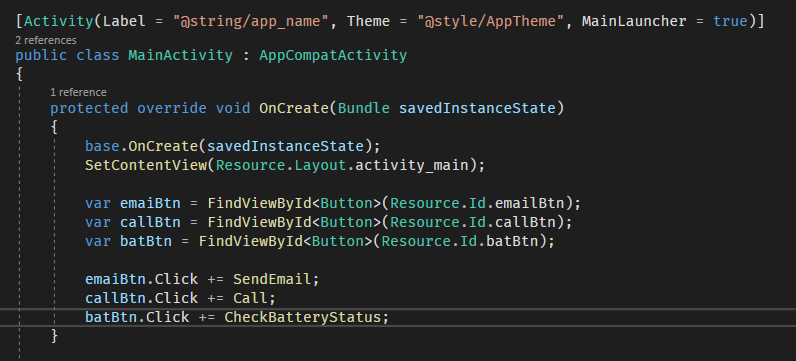 [Activity(Label = "@string/app_name", Theme = "@style/AppTheme", MainLauncher = true)]
2 references
public class MainActivity : AppCompatActivity
{
1 reference
protected override void OnCreate(Bundle savedInstanceState)
{
base.OnCreate(savedInstanceState);
SetContentView(Resource.Layout.activity_main);
var emaiBtn = FindViewById<Button>(Resource.Id.emailBtn);
var callBtn = FindViewById<Button>(Resource.Id.callBtn);
var batBtn = FindViewById<Button>(Resource.Id.batBtn);
emaiBtn.Click += SendEmail;
callBtn.Click += Call;
batBtn.Click += CheckBatteryStatus;
}